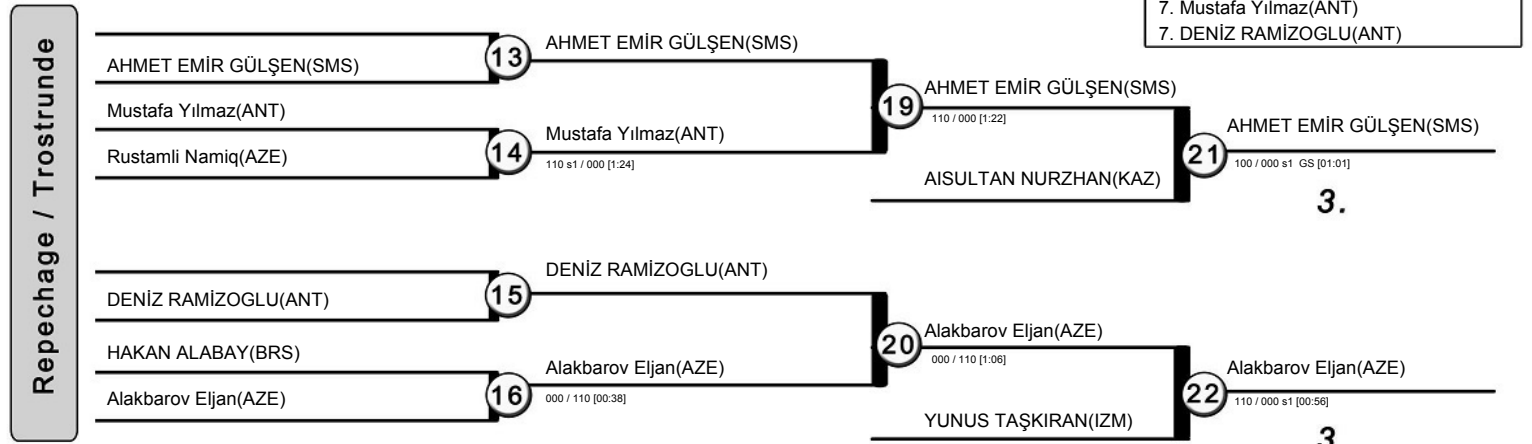 7. Mustafa Yılmaz(ANT)
7. DENİZ RAMİZOGLU(ANT)
Repechage / Trostrunde
AHMET EMİR GÜLŞEN(SMS)
13
AHMET EMİR GÜLŞEN(SMS)
Mustafa Yılmaz(ANT)
Rustamli Namiq(AZE)
14
Mustafa Yılmaz(ANT)
110 s1 / 000 [1:24]
19
AHMET EMİR GÜLŞEN(SMS)
110 / 000 [1:22]
AISULTAN NURZHAN(KAZ)
21
AHMET EMİR GÜLŞEN(SMS)
100 / 000 s1 GS [01:01]
3.
DENİZ RAMİZOGLU(ANT)
15
DENİZ RAMİZOGLU(ANT)
HAKAN ALABAY(BRS)
Alakbarov Eljan(AZE)
16
Alakbarov Eljan(AZE)
000 / 110 [00:38]
20
Alakbarov Eljan(AZE)
000 / 110 [1:06]
YUNUS TAŞKIRAN(IZM)
22
Alakbarov Eljan(AZE)
110 / 000 s1 [00:56]
3.